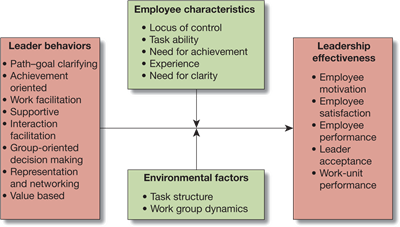 Employee characteristics
• Locus of control
• Task ability
• Need for achievement
• Experience
• Need for clarity
Leader behaviors
• Path–goal clarifying
• Achievement
oriented
• Work facilitation
• Supportive
• Interaction
facilitation
• Group-oriented
decision making
• Representation
and networking
• Value based
Leadership
effectiveness
• Employee
motivation
• Employee
satisfaction
• Employee
performance
• Leader
acceptance
• Work-unit
performance
Environmental factors
• Task structure
• Work group dynamics